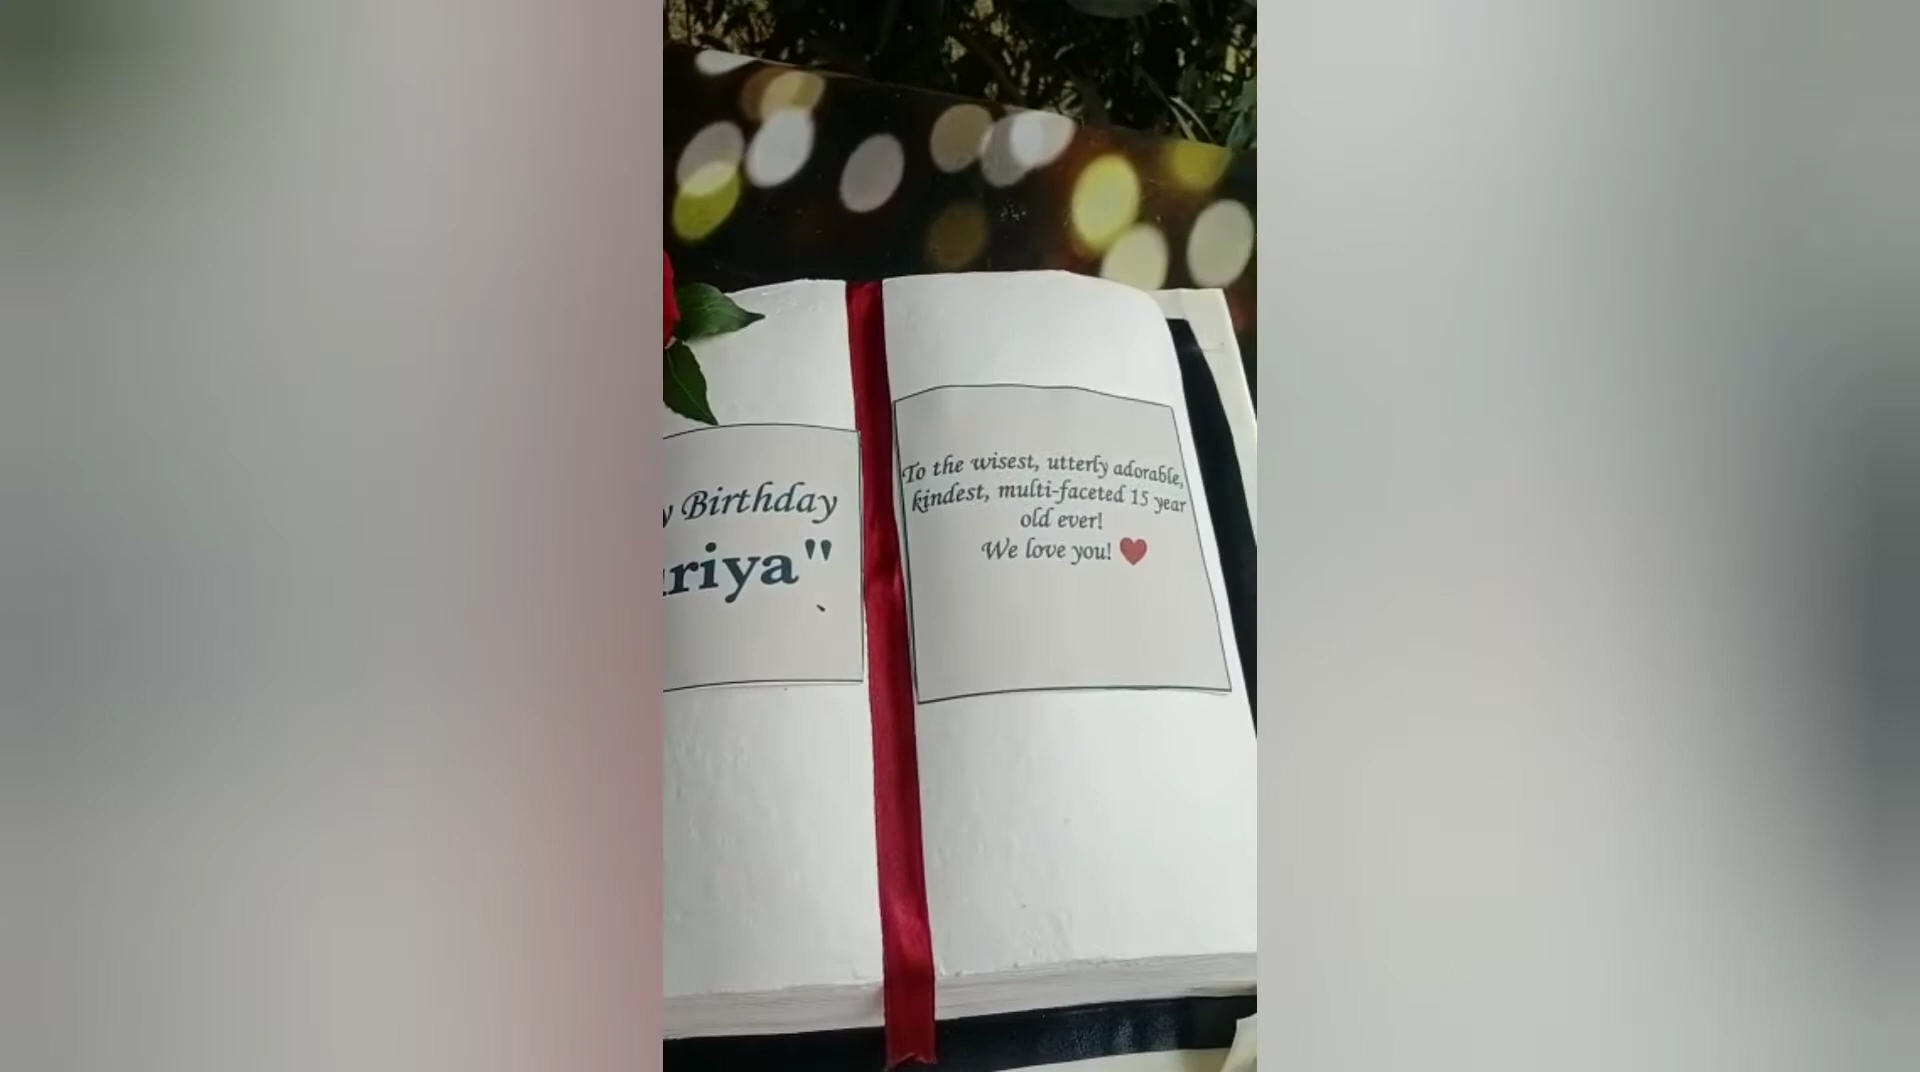 Birthday
riya"
To the wisest, utterly adorable,
kindest, multi-faceted 15 year
old ever!
We love you! ❤️